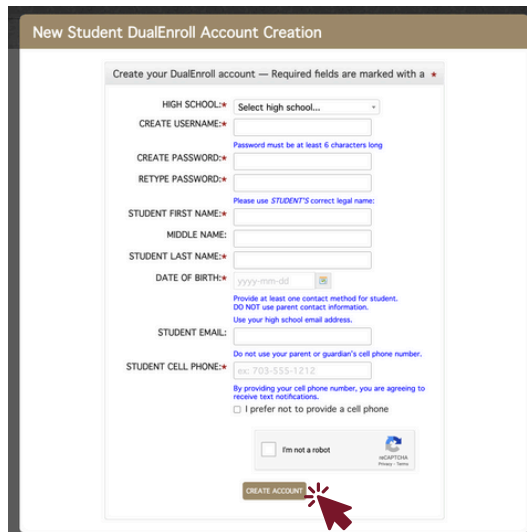 New Student DualEnroll Account Creation
Create your DualEnroll account — Required fields are marked with a ★
HIGH SCHOOL:★ Select high school...
CREATE USERNAME:★
Password must be at least 6 characters long
CREATE PASSWORD:★
RETYPE PASSWORD:★
Please use STUDENT'S correct legal name:
STUDENT FIRST NAME:★
MIDDLE NAME:
STUDENT LAST NAME:★
DATE OF BIRTH:★ yyyy-mm-dd
Provide at least one contact method for student.
DO NOT use parent contact information.
Use your high school email address.
STUDENT EMAIL:
Do not use your parent or guardian's cell phone number.
STUDENT CELL PHONE:★ ex: 703-555-1212
By providing your cell phone number, you are agreeing to
receive text notifications.
I prefer not to provide a cell phone
I'm not a robot
reCAPTCHA
Privacy - Terms
CREATE ACCOUNT